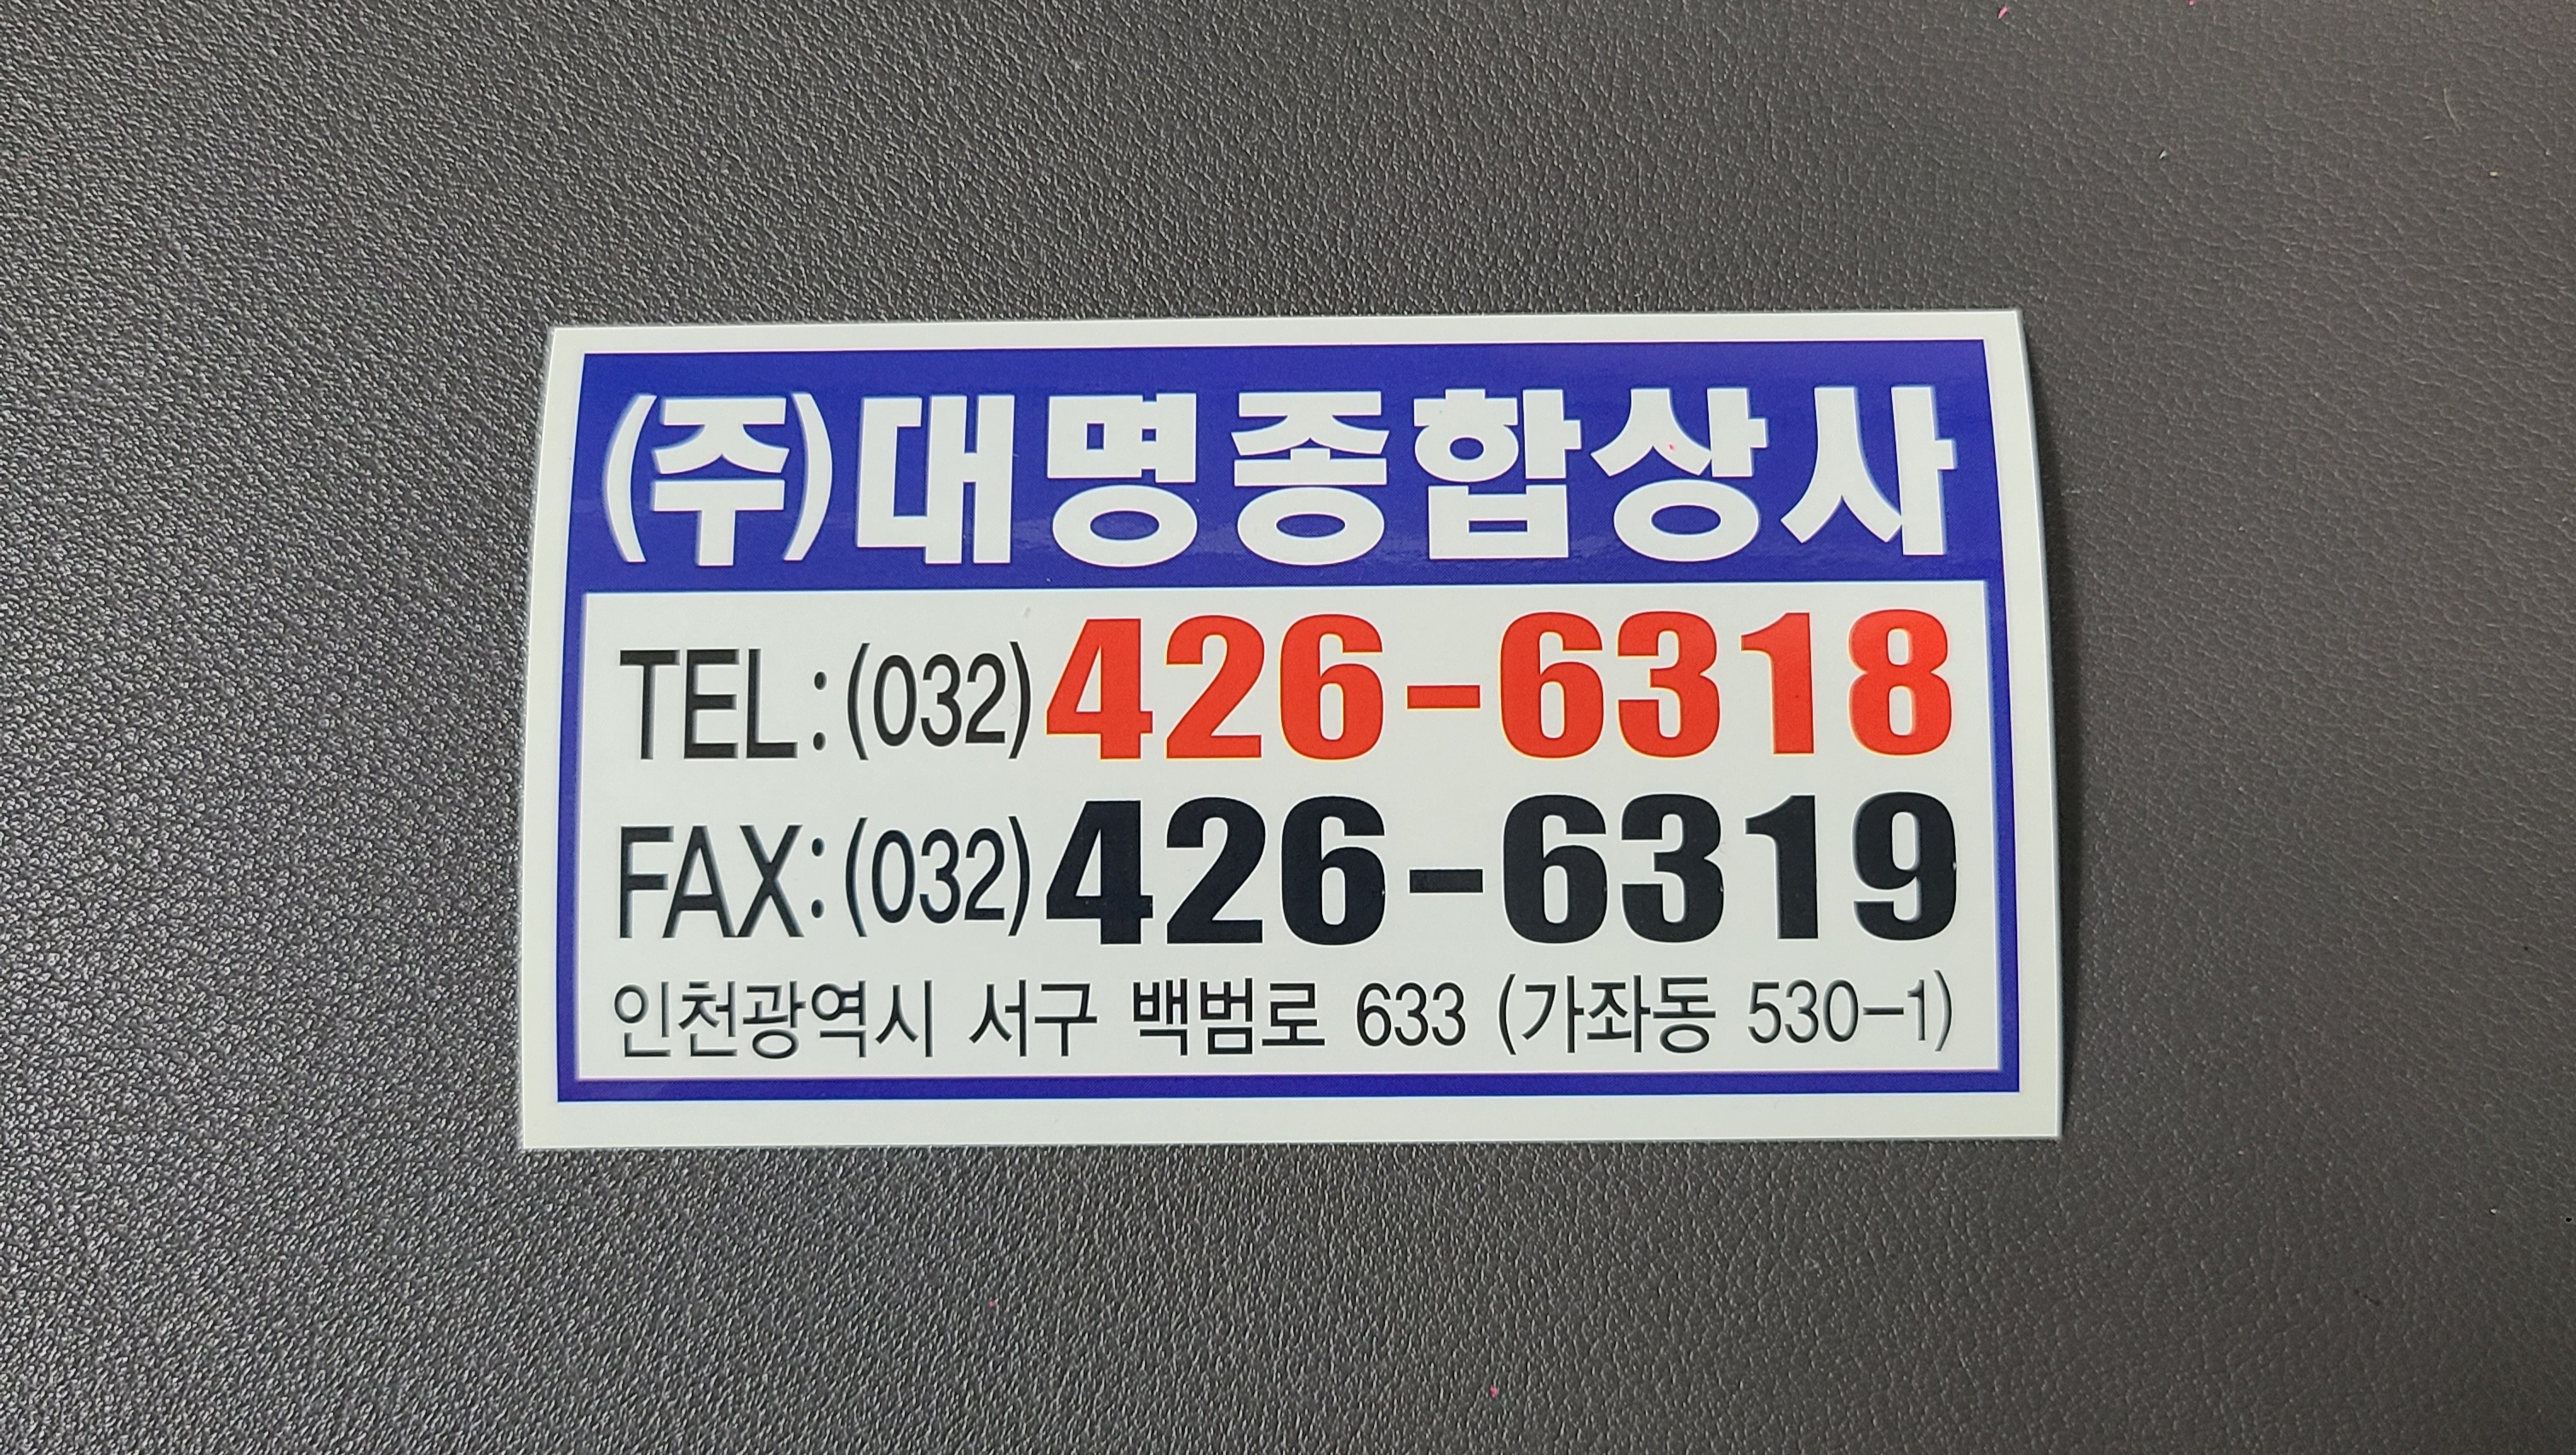 (주)대명종합상사
TEL:(032)426-6318
FAX:(032)426-6319
인천광역시 서구 백범로 633 (가좌동 530-1)